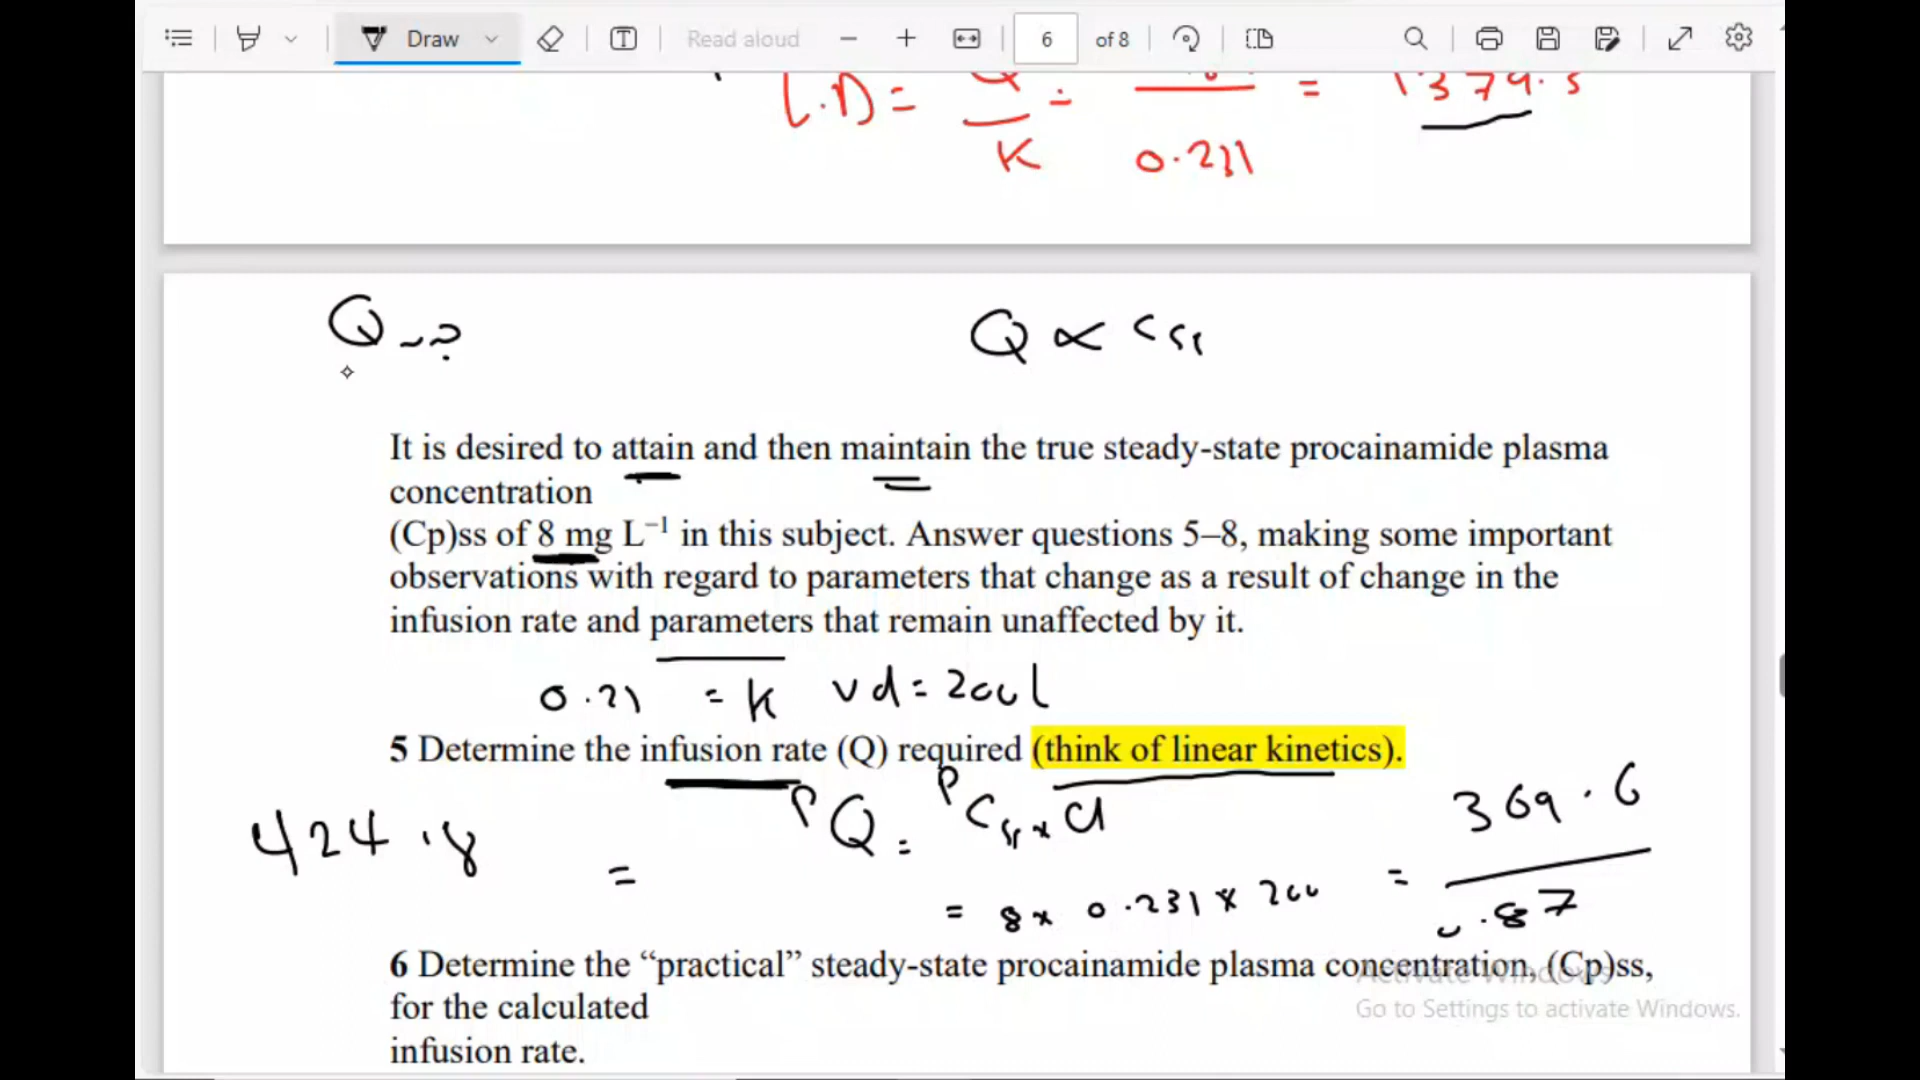 Draw Read aloud 6 of 8
L.D = Q = = 1379.5
K 0.231
Q ~ ? Q ∝ Css
It is desired to attain and then maintain the true steady-state procainamide plasma
concentration
(Cp)ss of 8 mg L⁻¹ in this subject. Answer questions 5–8, making some important
observations with regard to parameters that change as a result of change in the
infusion rate and parameters that remain unaffected by it.
0.21 = K Vd = 200 L
5 Determine the infusion rate (Q) required (think of linear kinetics).
424.8 = Q = Css x Cl 369.6
= 8 x 0.231 x 200 = 0.87
6 Determine the “practical” steady-state procainamide plasma concentration, (Cp)ss,
for the calculated
infusion rate.
Activate Windows
Go to Settings to activate Windows.